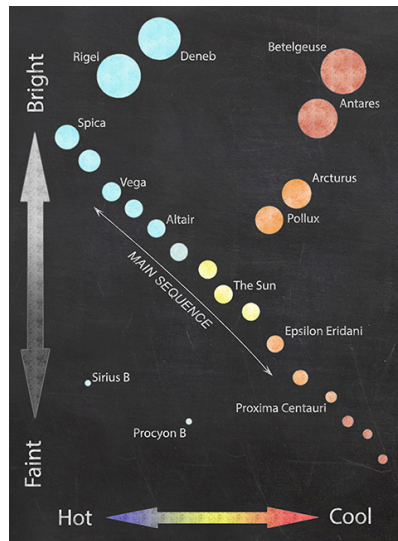 Betelgeuse
Rigel
Deneb
Bright
Antares
Spica
Vega
Arcturus
Altair
Pollux
MAIN SEQUENCE
The Sun
Epsilon Eridani
Sirius B
Proxima Centauri
Procyon B
Faint
Hot
Cool